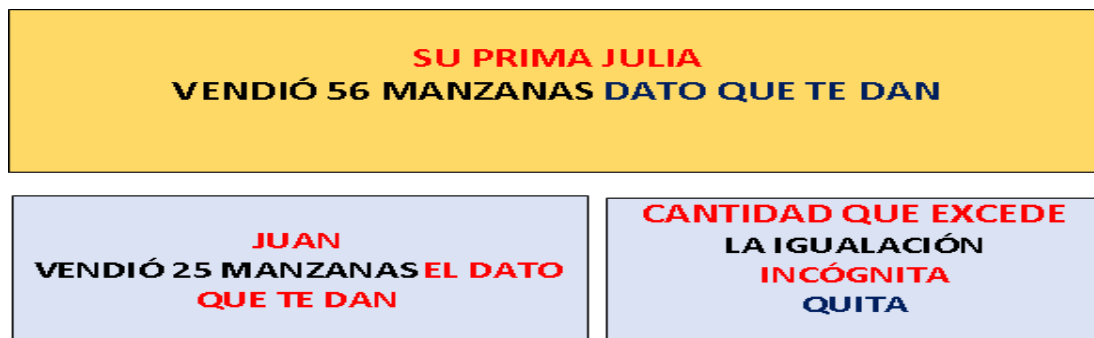 SU PRIMA JULIA
VENDIÓ 56 MANZANAS DATO QUE TE DAN
JUAN
VENDIÓ 25 MANZANAS EL DATO
QUE TE DAN
CANTIDAD QUE EXCEDE
LA IGUALACIÓN
INCÓGNITA
QUITA